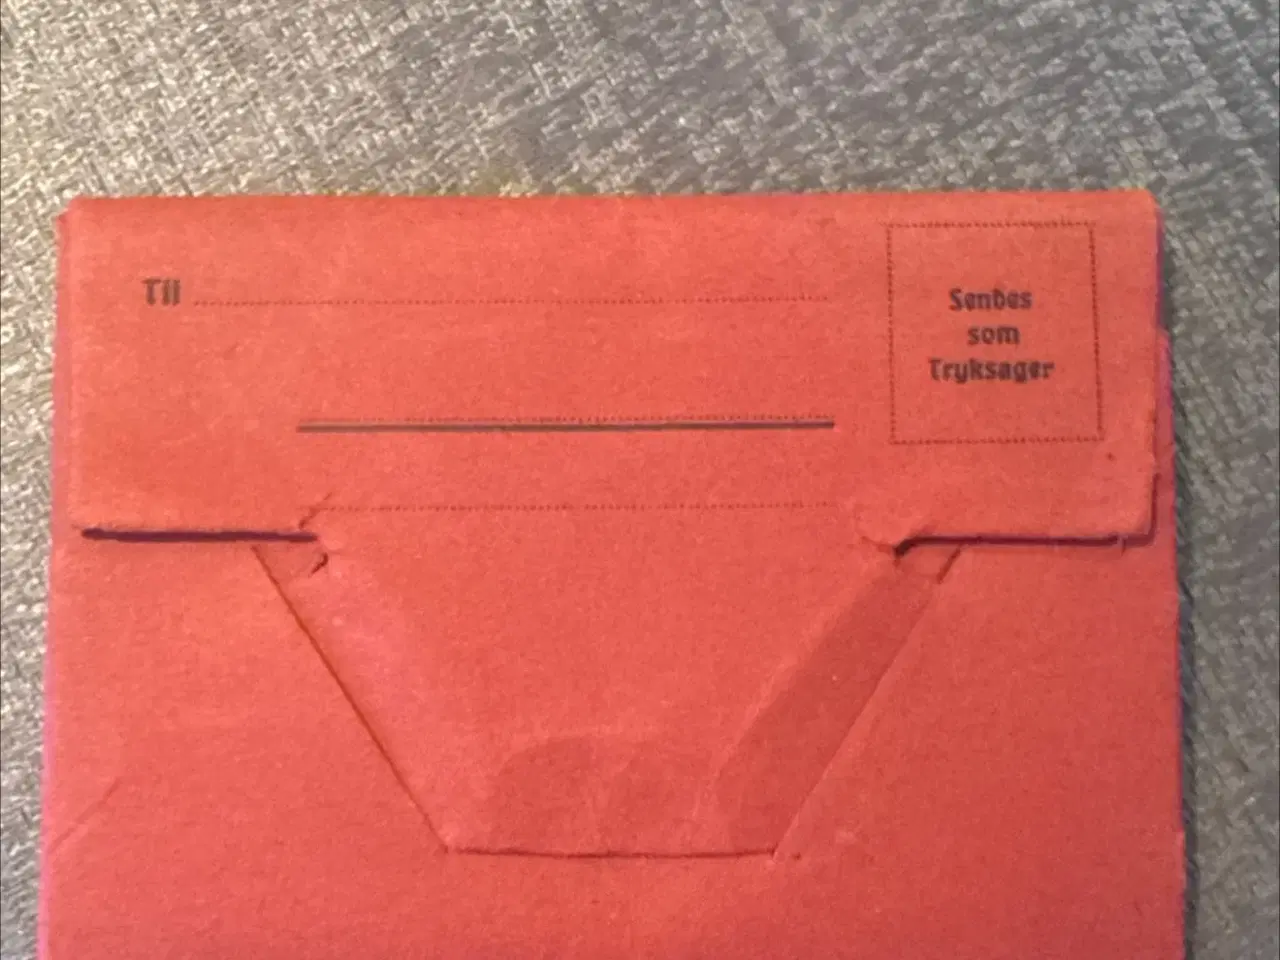 Til
Sendes
som
Tryksager